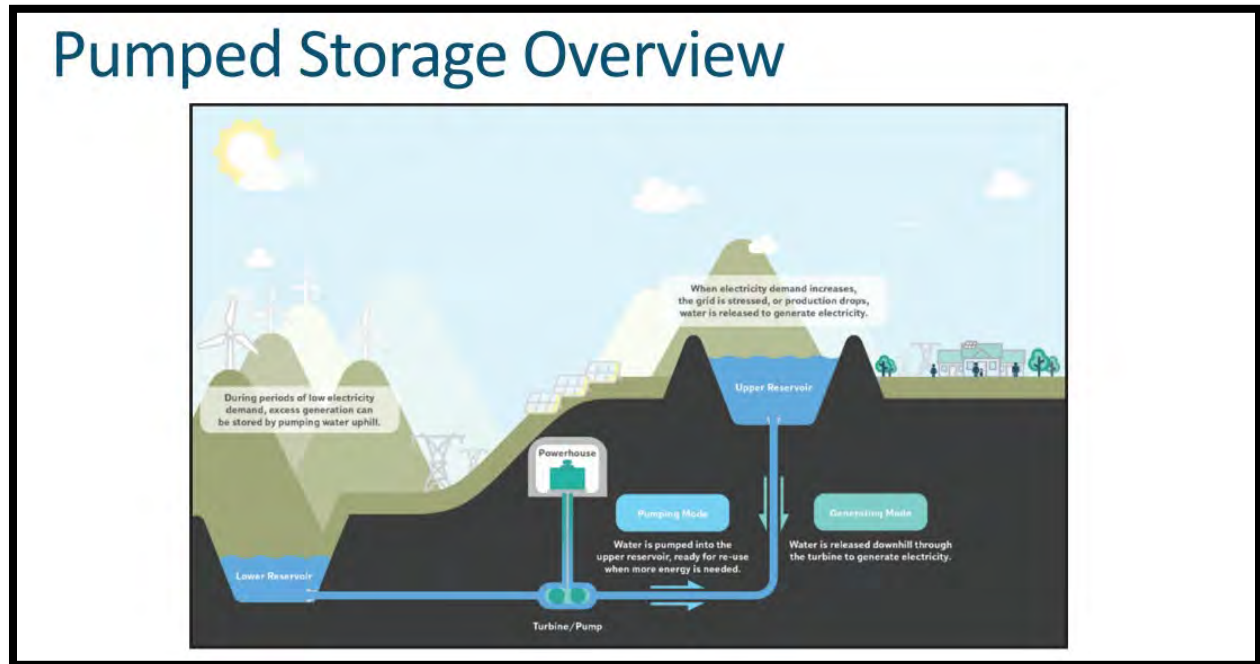 Pumped Storage Overview
When electricity demand increases,
the grid is stressed, or production drops,
water is released to generate electricity.
During periods of low electricity
demand, excess generation can
be stored by pumping water uphill.
Upper Reservoir
Powerhouse
Pumping Mode
Generating Mode
Water is pumped into the
upper reservoir, ready for re-use
when more energy is needed.
Water is released downhill through
the turbine to generate electricity.
Lower Reservoir
Turbine/Pump